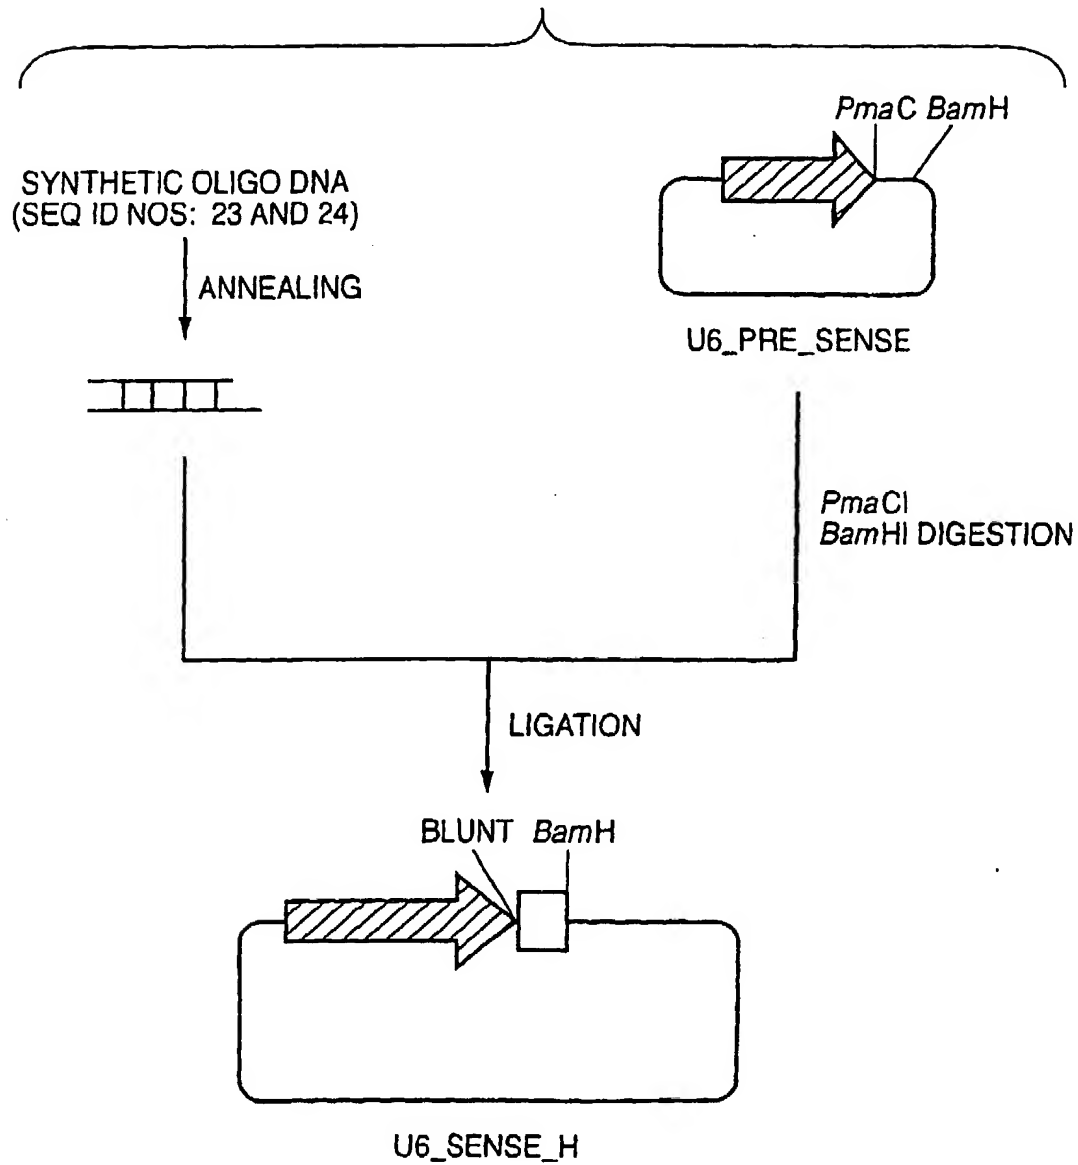 PmaC BamH
SYNTHETIC OLIGO DNA
(SEQ ID NOS: 23 AND 24)
ANNEALING
U6_PRE_SENSE
PmaCI
BamHI DIGESTION
LIGATION
BLUNT BamH
U6_SENSE_H